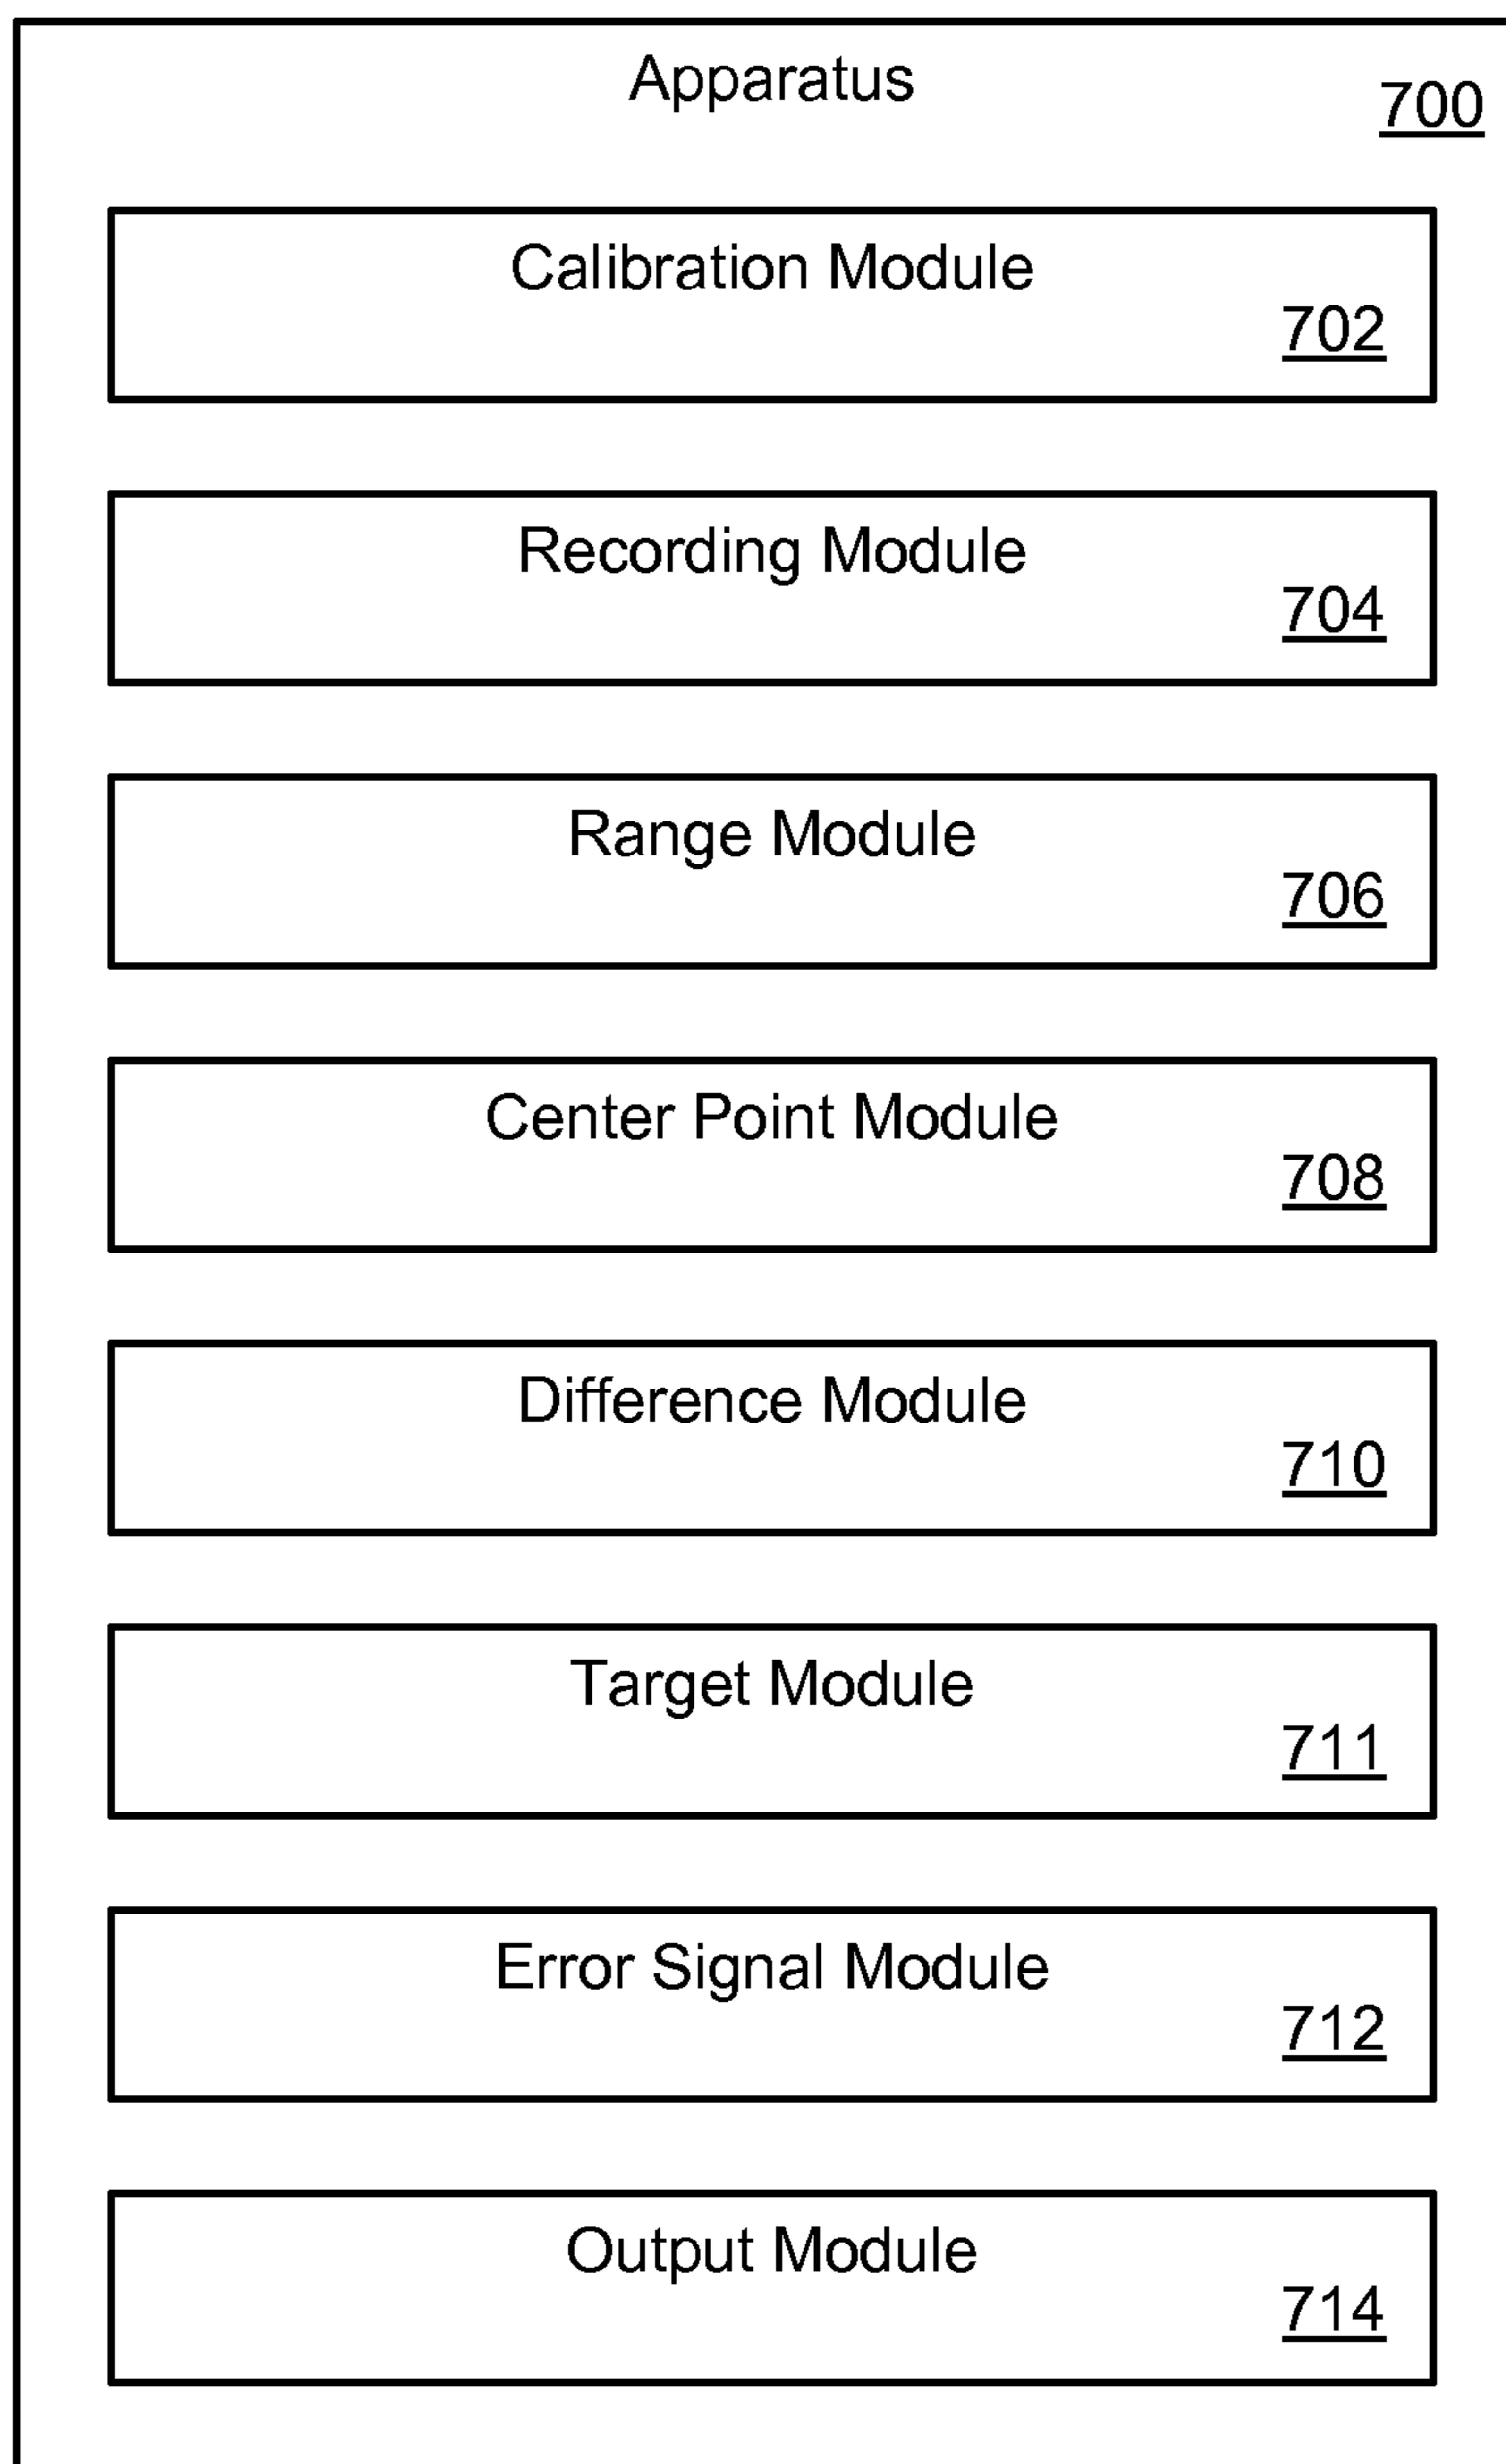 Apparatus
700
Calibration Module
702
Recording Module
704
Range Module
706
Center Point Module
708
Difference Module
710
Target Module
711
Error Signal Module
712
Output Module
714